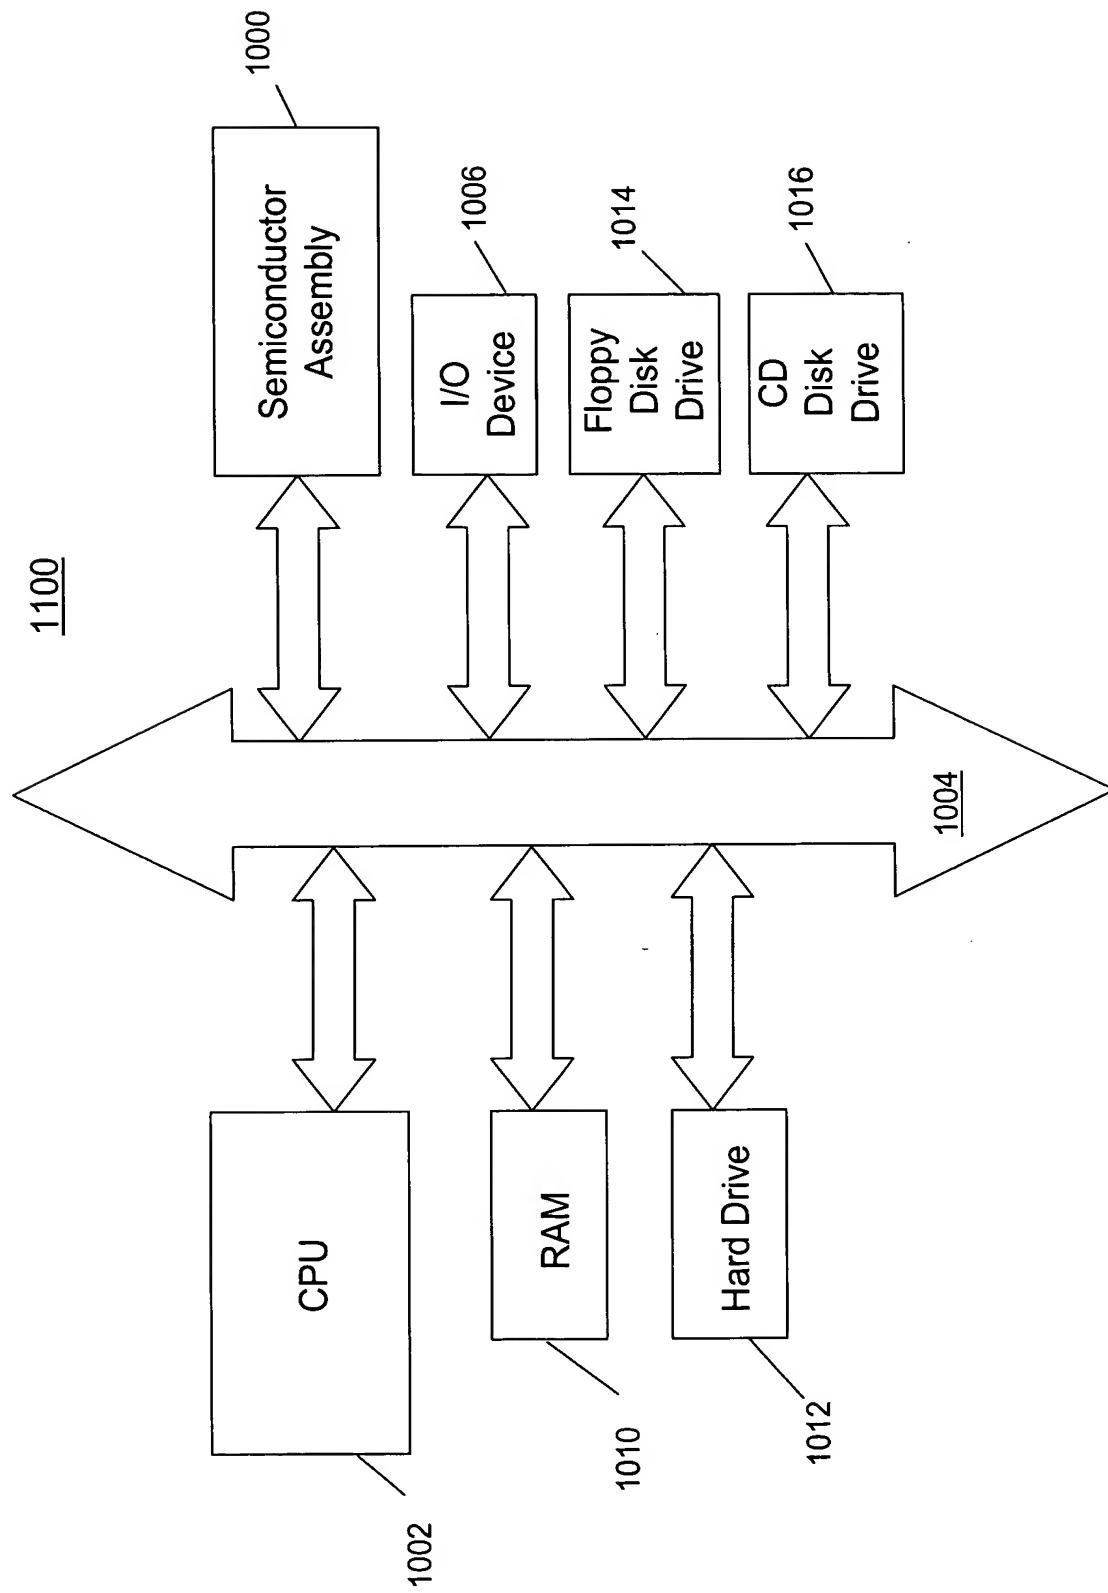 1100
CPU
1002
RAM
1010
Hard Drive
1012
1004
Semiconductor
Assembly
1000
I/O
Device
1006
Floppy
Disk
Drive
1014
CD
Disk
Drive
1016